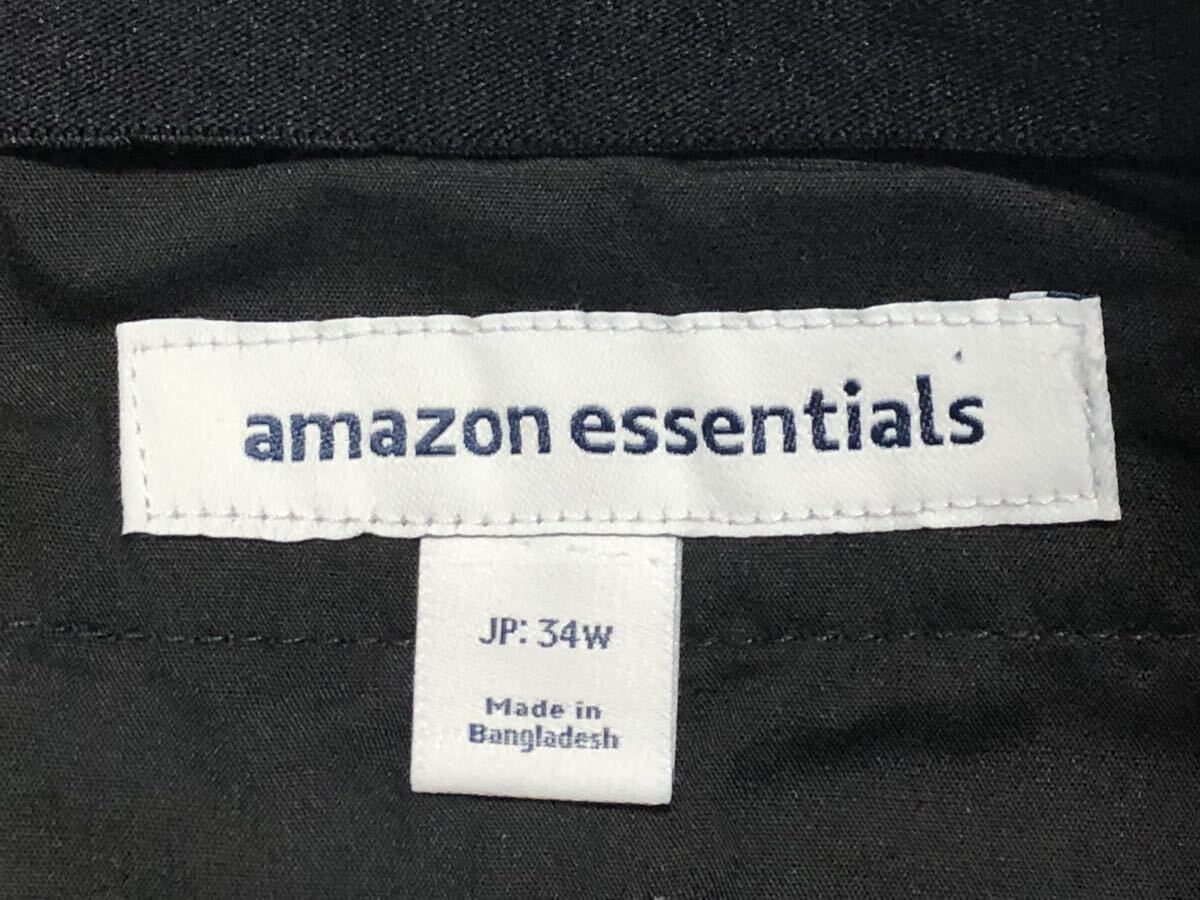 amazon essentials
JP: 34W
Made in
Bangladesh